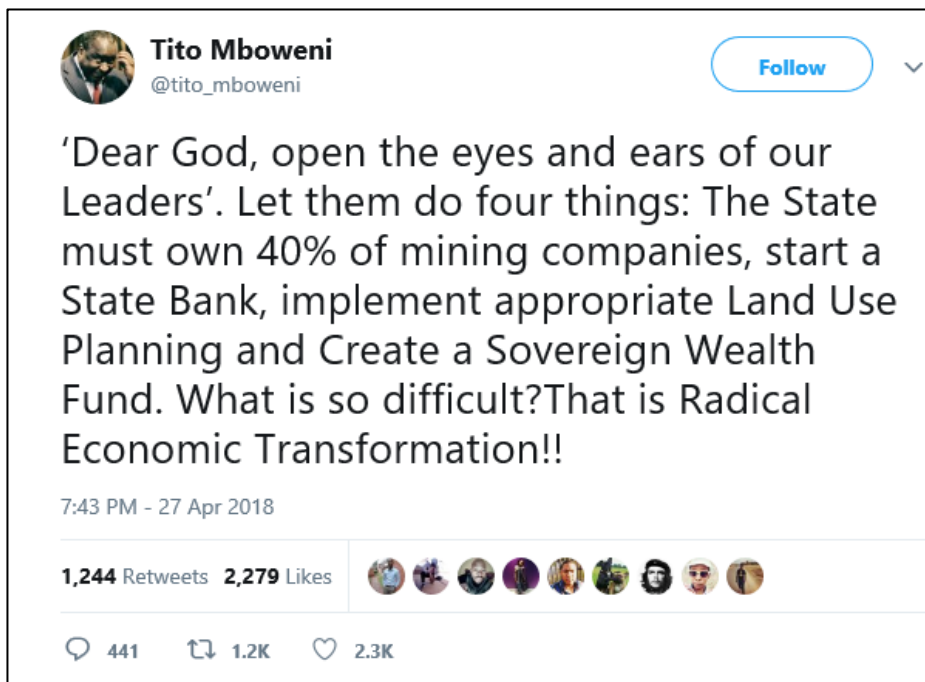 Tito Mboweni
@tito_mboweni
Follow
‘Dear God, open the eyes and ears of our
Leaders’. Let them do four things: The State
must own 40% of mining companies, start a
State Bank, implement appropriate Land Use
Planning and Create a Sovereign Wealth
Fund. What is so difficult?That is Radical
Economic Transformation!!
7:43 PM - 27 Apr 2018
1,244 Retweets 2,279 Likes
441 1.2K 2.3K